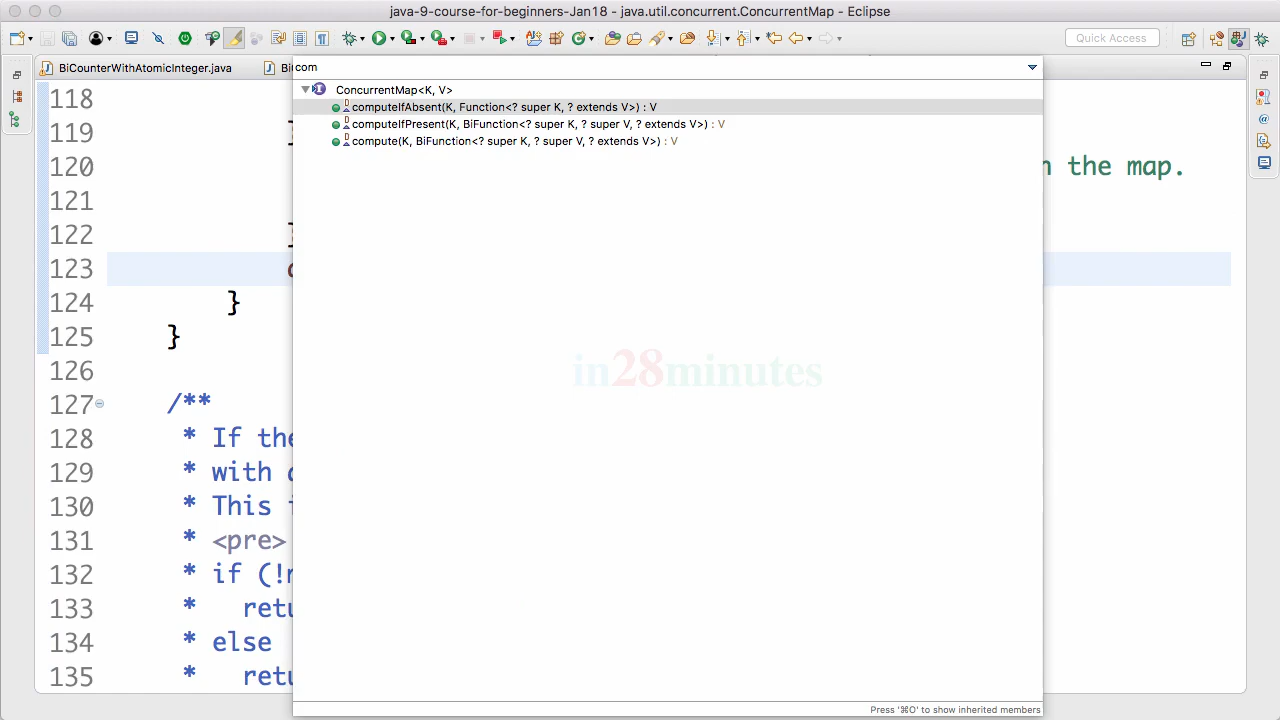 java-9-course-for-beginners-Jan18 - java.util.concurrent.ConcurrentMap - Eclipse
Quick Access
BiCounterWithAtomicInteger.java
Bi
com
ConcurrentMap<K, V>
computeIfAbsent(K, Function<? super K, ? extends V>) : V
computeIfPresent(K, BiFunction<? super K, ? super V, ? extends V>) : V
compute(K, BiFunction<? super K, ? super V, ? extends V>) : V
118
119 }
120 n the map.
121
122 }
123
124 }
125 }
126
127 /**
128 * If the
129 * with
130 * This
131 * <pre>
132 * if (!
133 * retu
134 * else
135 * retu
in28minutes
Press '⌘O' to show inherited members